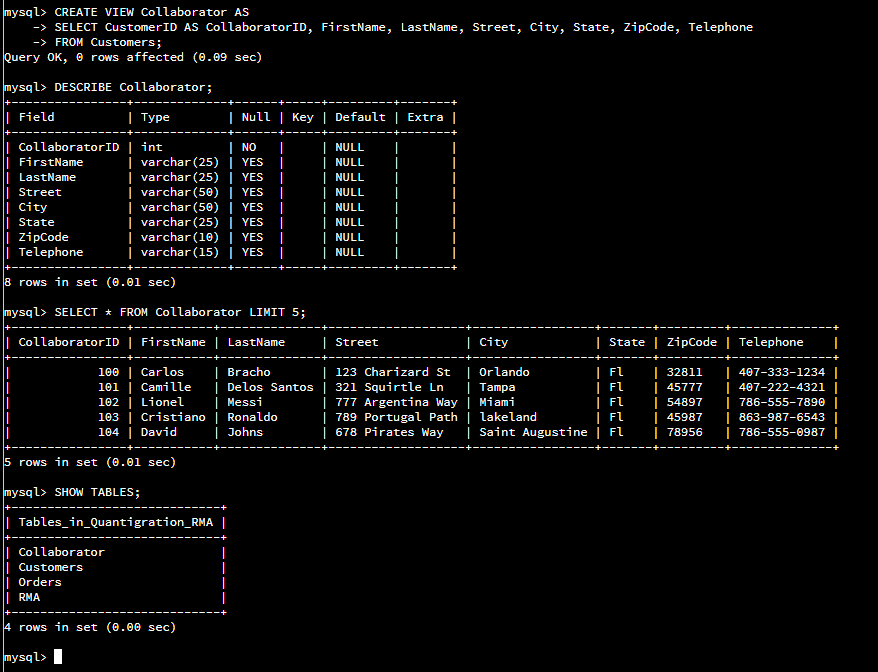 mysql> CREATE VIEW Collaborator AS
    -> SELECT CustomerID AS CollaboratorID, FirstName, LastName, Street, City, State, ZipCode, Telephone
    -> FROM Customers;
Query OK, 0 rows affected (0.09 sec)

mysql> DESCRIBE Collaborator;
+----------------+-------------+------+-----+---------+-------+
| Field          | Type        | Null | Key | Default | Extra |
+----------------+-------------+------+-----+---------+-------+
| CollaboratorID | int         | NO   |     | NULL    |       |
| FirstName      | varchar(25) | YES  |     | NULL    |       |
| LastName       | varchar(25) | YES  |     | NULL    |       |
| Street         | varchar(50) | YES  |     | NULL    |       |
| City           | varchar(50) | YES  |     | NULL    |       |
| State          | varchar(25) | YES  |     | NULL    |       |
| ZipCode        | varchar(10) | YES  |     | NULL    |       |
| Telephone      | varchar(15) | YES  |     | NULL    |       |
+----------------+-------------+------+-----+---------+-------+
8 rows in set (0.01 sec)

mysql> SELECT * FROM Collaborator LIMIT 5;
+----------------+-----------+--------------+-------------------+-----------------+-------+---------+--------------+
| CollaboratorID | FirstName | LastName     | Street            | City            | State | ZipCode | Telephone    |
+----------------+-----------+--------------+-------------------+-----------------+-------+---------+--------------+
|            100 | Carlos    | Bracho       | 123 Charizard St  | Orlando         | Fl    | 32811   | 407-333-1234 |
|            101 | Camille   | Delos Santos | 321 Squirtle Ln   | Tampa           | Fl    | 45777   | 407-222-4321 |
|            102 | Lionel    | Messi        | 777 Argentina Way | Miami           | Fl    | 54897   | 786-555-7890 |
|            103 | Cristiano | Ronaldo      | 789 Portugal Path | lakeland        | Fl    | 45987   | 863-987-6543 |
|            104 | David     | Johns        | 678 Pirates Way   | Saint Augustine | Fl    | 78956   | 786-555-0987 |
+----------------+-----------+--------------+-------------------+-----------------+-------+---------+--------------+
5 rows in set (0.01 sec)

mysql> SHOW TABLES;
+-----------------------------+
| Tables_in_Quantigration_RMA |
+-----------------------------+
| Collaborator                |
| Customers                   |
| Orders                      |
| RMA                         |
+-----------------------------+
4 rows in set (0.00 sec)

mysql>